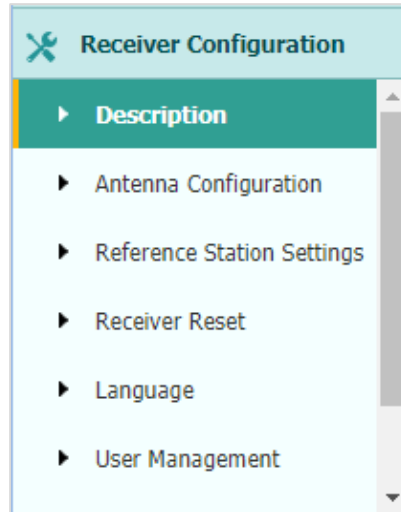 Receiver Configuration
Description
Antenna Configuration
Reference Station Settings
Receiver Reset
Language
User Management